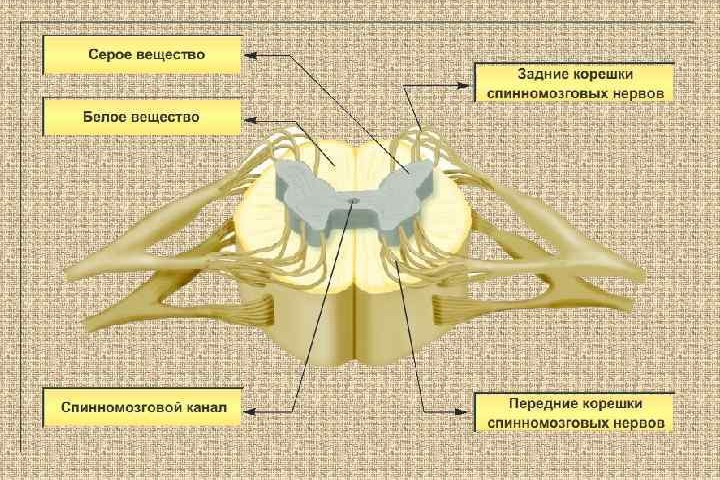 Серое вещество
Задние корешки
спинномозговых нервов
Белое вещество
Спинномозговой канал
Передние корешки
спинномозговых нервов